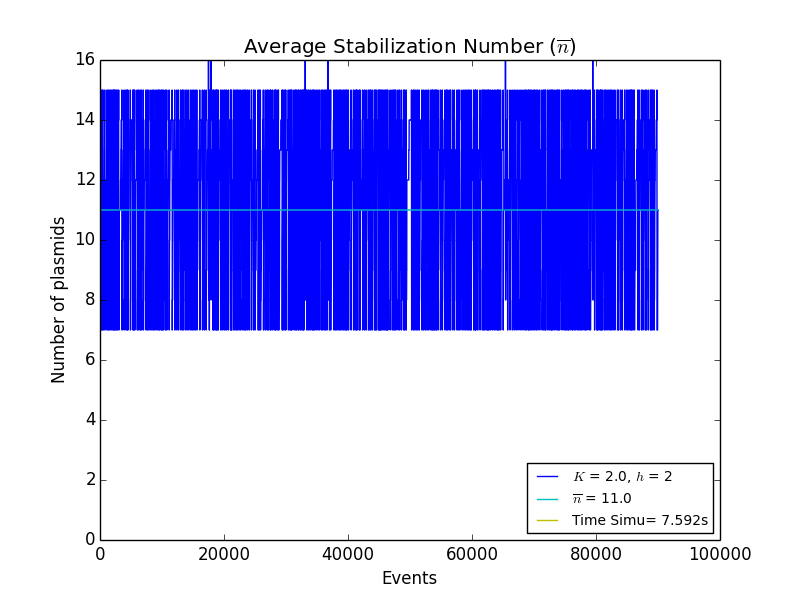 Average Stabilization Number (n̅)
16
14
12
10
8
6
4
2
0
Number of plasmids
K = 2.0, h = 2
n̅ = 11.0
Time Simu= 7.592s
0 20000 40000 60000 80000 100000
Events